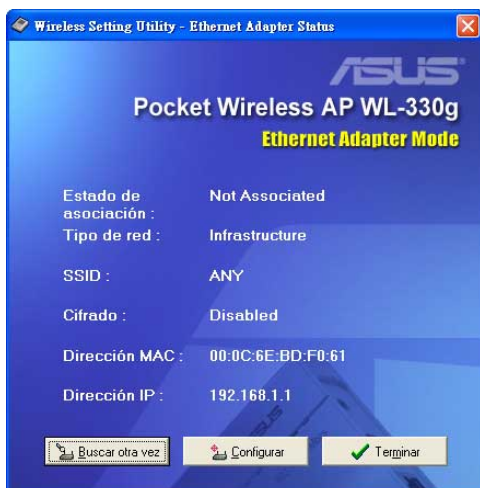 Wireless Setting Utility - Ethernet Adapter Status
ASUS
Pocket Wireless AP WL-330g
Ethernet Adapter Mode
Estado de asociación : Not Associated
Tipo de red : Infrastructure
SSID : ANY
Cifrado : Disabled
Dirección MAC : 00:0C:6E:BD:F0:61
Dirección IP : 192.168.1.1
Buscar otra vez Configurar Terminar